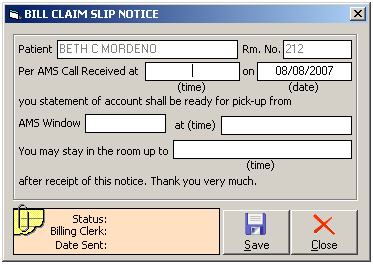 BILL CLAIM SLIP NOTICE
Patient BETH C MORDENO Rm. No. 212
Per AMS Call Received at on 08/08/2007
(time) (date)
you statement of account shall be ready for pick-up from
AMS Window at (time)
You may stay in the room up to
(time)
after receipt of this notice. Thank you very much.
Status:
Billing Clerk:
Date Sent:
Save Close